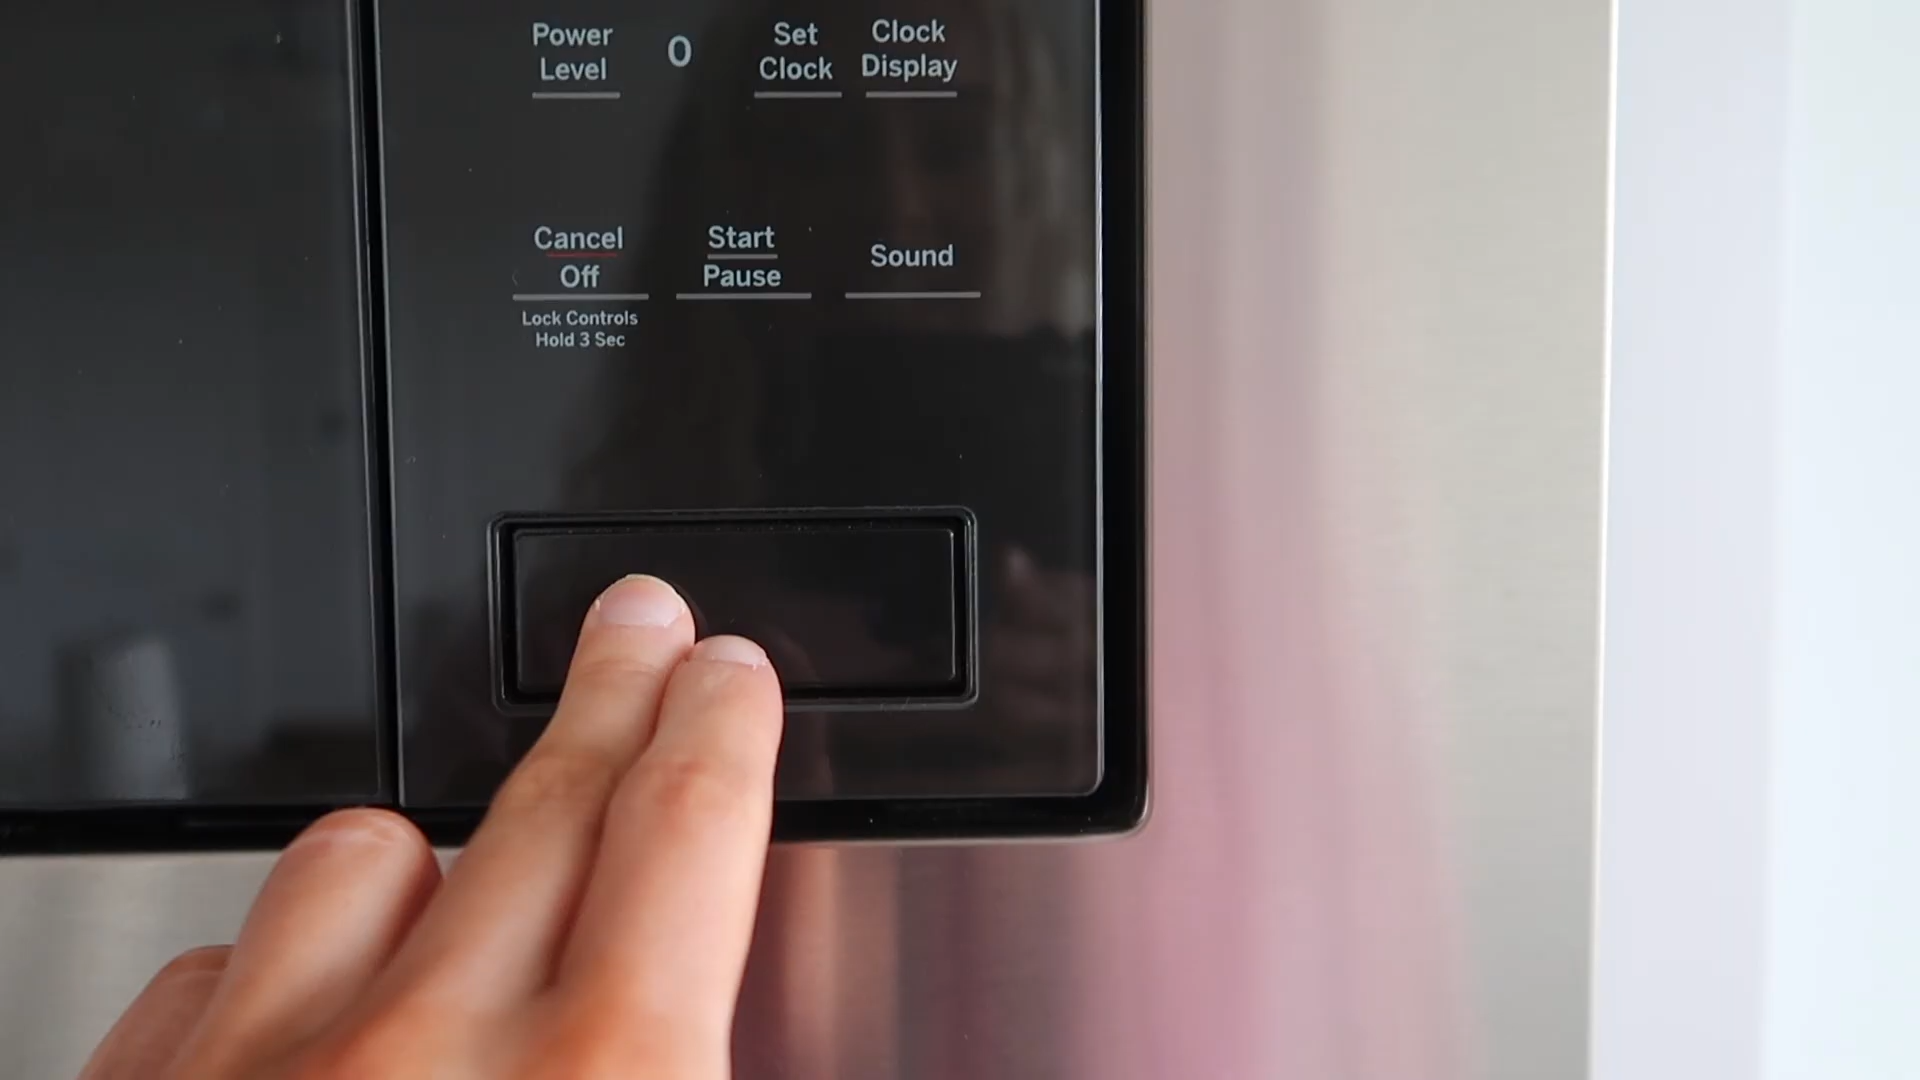 Power
Level
0
Set
Clock
Clock
Display
Cancel
Off
Lock Controls
Hold 3 Sec
Start
Pause
Sound